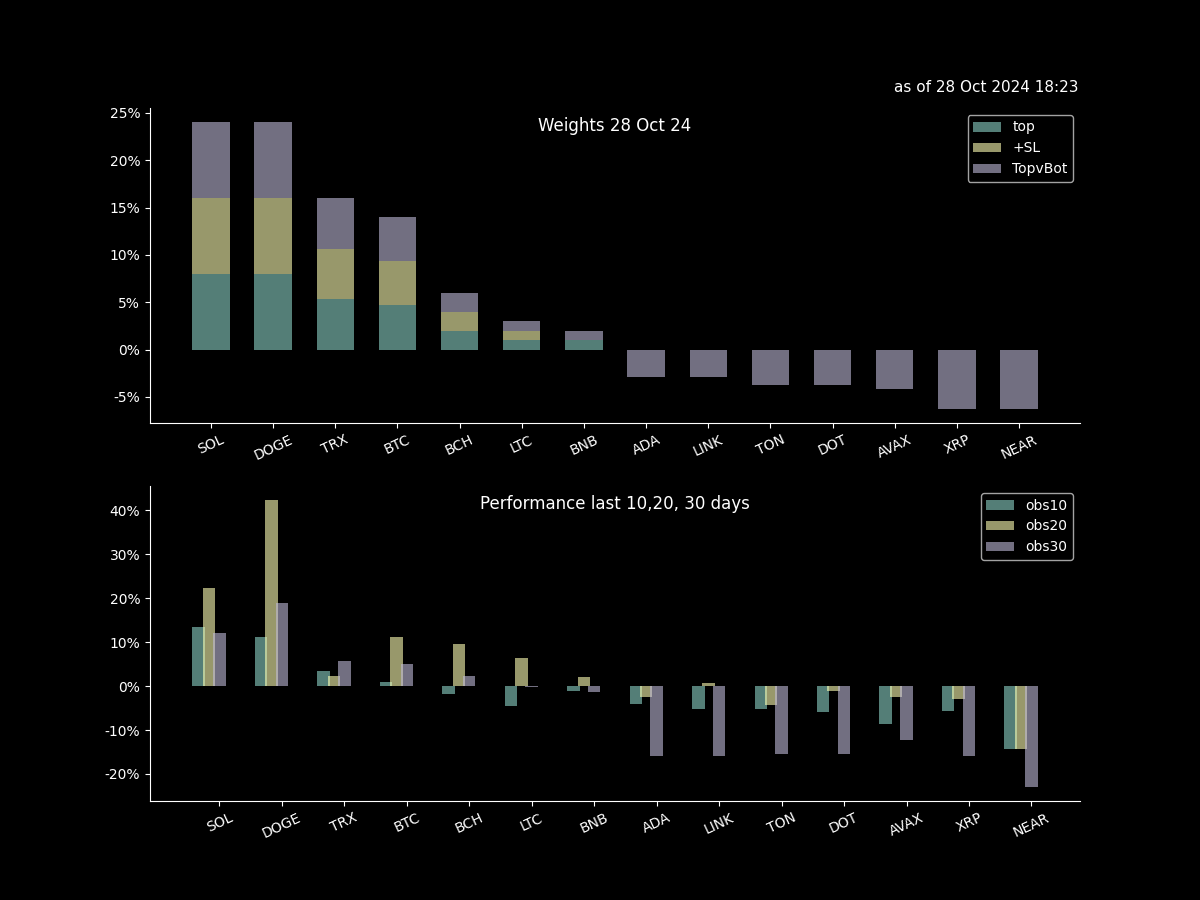 as of 28 Oct 2024 18:23
Weights 28 Oct 24
top
+SL
TopvBot
25%
20%
15%
10%
5%
0%
-5%
SOL DOGE TRX BTC BCH LTC BNB ADA LINK TON DOT AVAX XRP NEAR
Performance last 10,20, 30 days
obs10
obs20
obs30
40%
30%
20%
10%
0%
-10%
-20%
SOL DOGE TRX BTC BCH LTC BNB ADA LINK TON DOT AVAX XRP NEAR